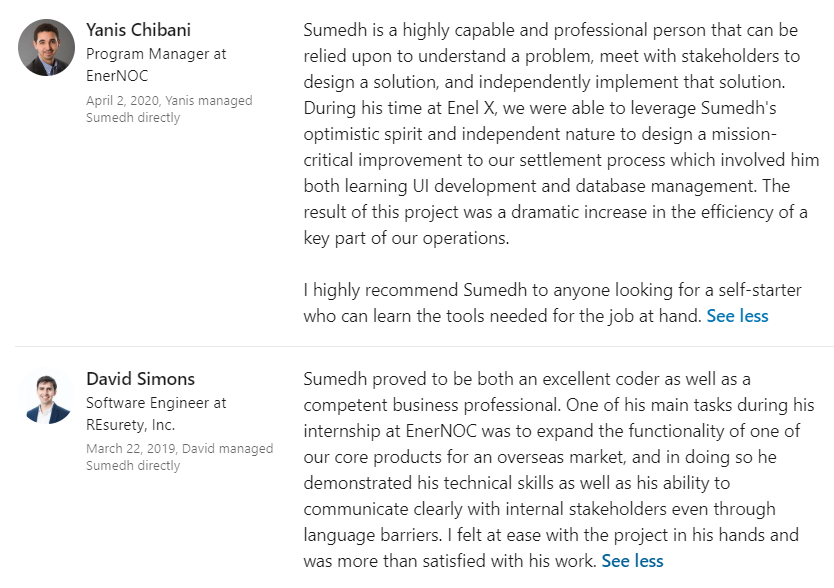 Yanis Chibani
Program Manager at
EnerNOC
April 2, 2020, Yanis managed
Sumedh directly
Sumedh is a highly capable and professional person that can be
relied upon to understand a problem, meet with stakeholders to
design a solution, and independently implement that solution.
During his time at Enel X, we were able to leverage Sumedh's
optimistic spirit and independent nature to design a mission-
critical improvement to our settlement process which involved him
both learning UI development and database management. The
result of this project was a dramatic increase in the efficiency of a
key part of our operations.
I highly recommend Sumedh to anyone looking for a self-starter
who can learn the tools needed for the job at hand. See less
David Simons
Software Engineer at
REsurety, Inc.
March 22, 2019, David managed
Sumedh directly
Sumedh proved to be both an excellent coder as well as a
competent business professional. One of his main tasks during his
internship at EnerNOC was to expand the functionality of one of
our core products for an overseas market, and in doing so he
demonstrated his technical skills as well as his ability to
communicate clearly with internal stakeholders even through
language barriers. I felt at ease with the project in his hands and
was more than satisfied with his work. See less